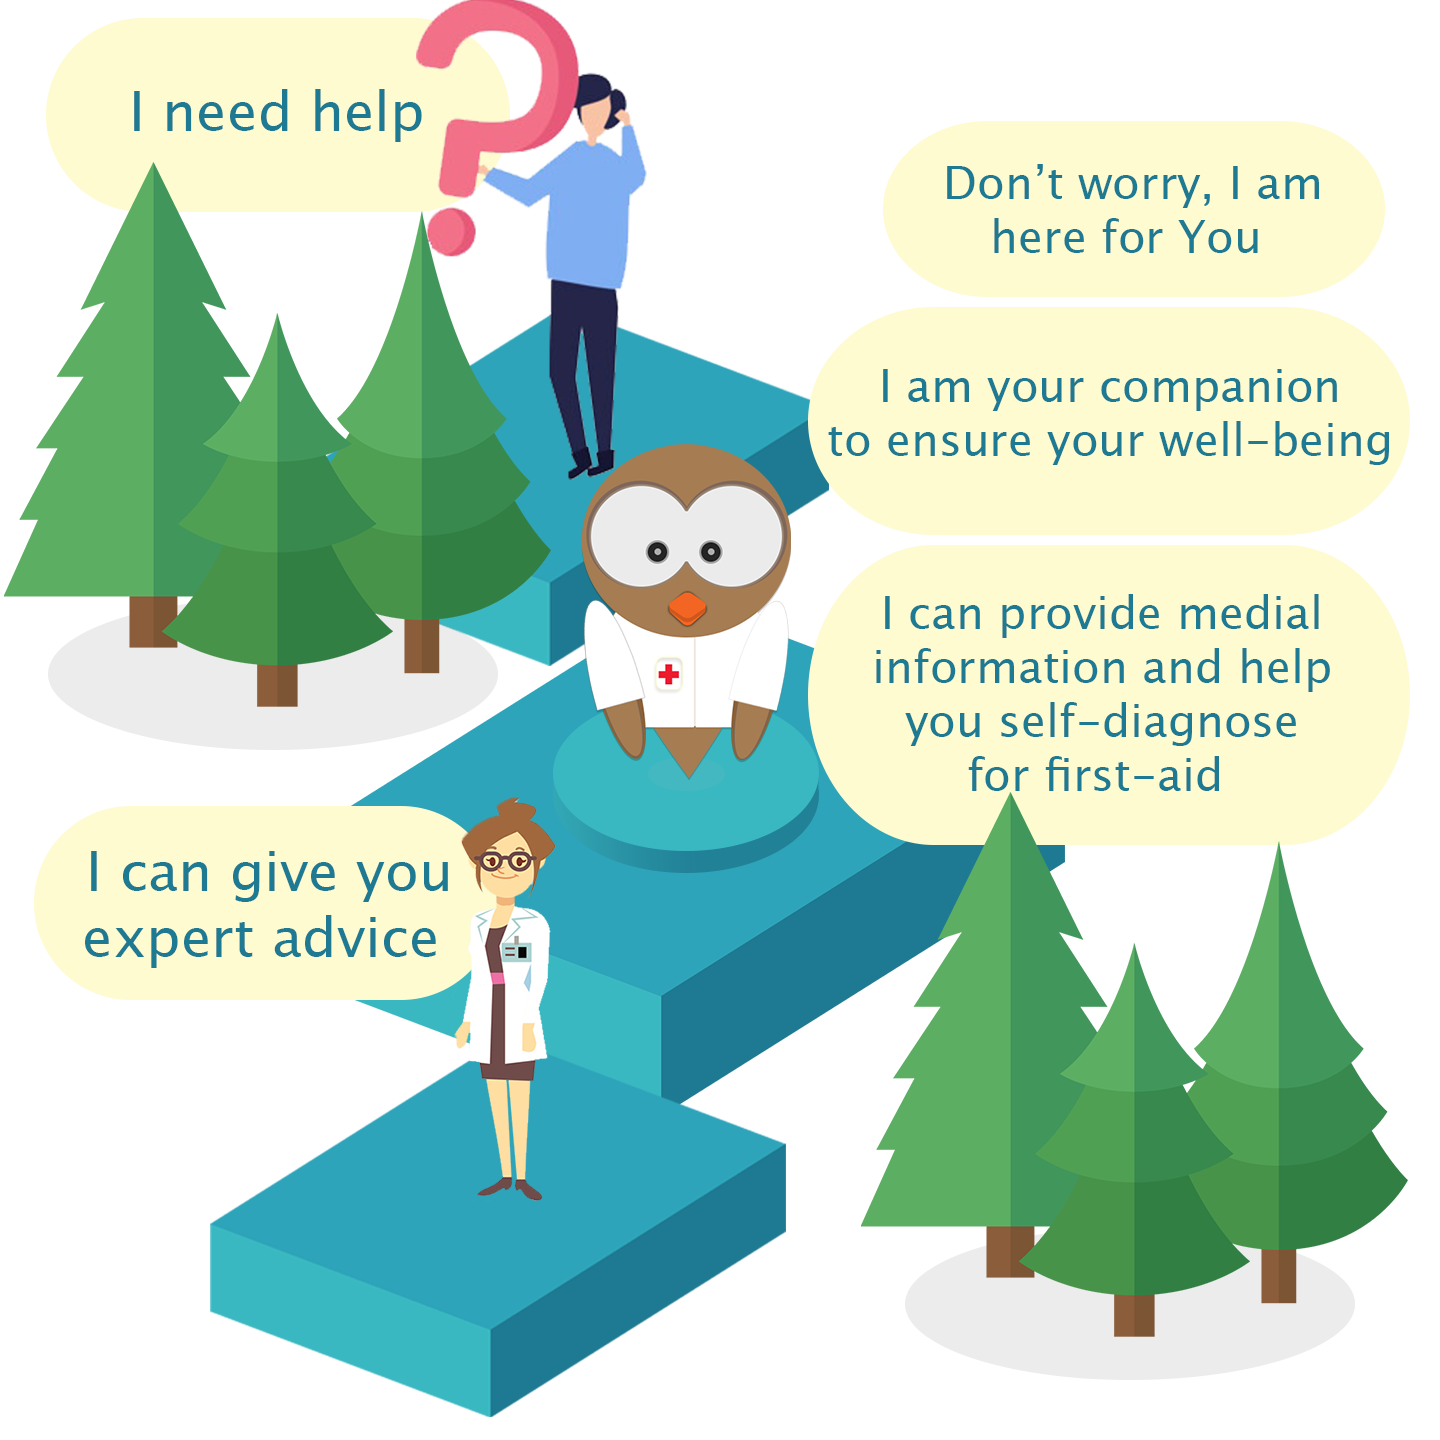 I need help
Don’t worry, I am
here for You
I am your companion
to ensure your well-being
I can provide medial
information and help
you self-diagnose
for first-aid
I can give you
expert advice